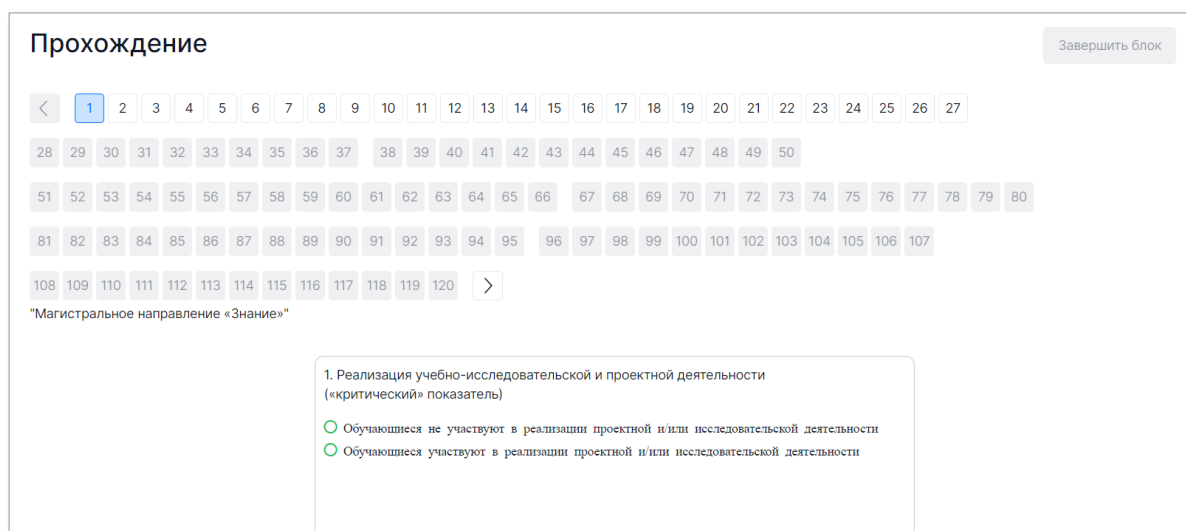 Прохождение
Завершить блок
1 2 3 4 5 6 7 8 9 10 11 12 13 14 15 16 17 18 19 20 21 22 23 24 25 26 27
28 29 30 31 32 33 34 35 36 37 38 39 40 41 42 43 44 45 46 47 48 49 50
51 52 53 54 55 56 57 58 59 60 61 62 63 64 65 66 67 68 69 70 71 72 73 74 75 76 77 78 79 80
81 82 83 84 85 86 87 88 89 90 91 92 93 94 95 96 97 98 99 100 101 102 103 104 105 106 107
108 109 110 111 112 113 114 115 116 117 118 119 120
"Магистральное направление «Знание»"
1. Реализация учебно-исследовательской и проектной деятельности
(«критический» показатель)
Обучающиеся не участвуют в реализации проектной и/или исследовательской деятельности
Обучающиеся участвуют в реализации проектной и/или исследовательской деятельности